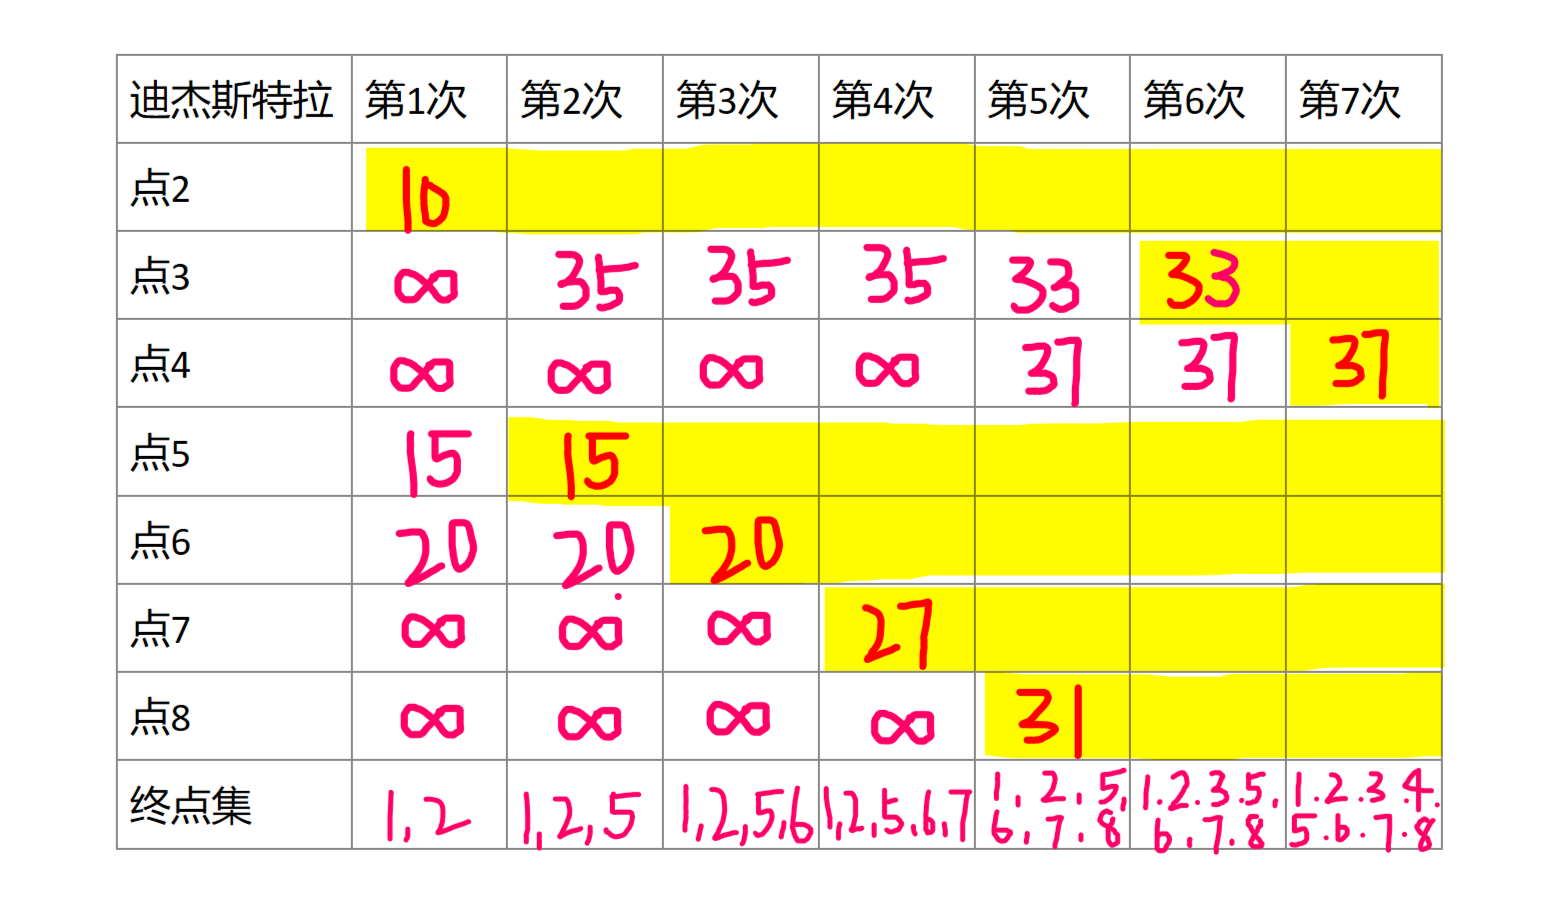 迪杰斯特拉 第1次 第2次 第3次 第4次 第5次 第6次 第7次
点2 10
点3 ∞ 35 35 35 33 33
点4 ∞ ∞ ∞ ∞ 37 37 37
点5 15 15
点6 20 20 20
点7 ∞ ∞ ∞ 27
点8 ∞ ∞ ∞ ∞ 31
终点集 1,2 1,2,5 1,2,5,6 1,2,5,6,7 1,2,5,6,7,8 1.2.3.5,6,7.8 1.2.3.4.5.6.7.8